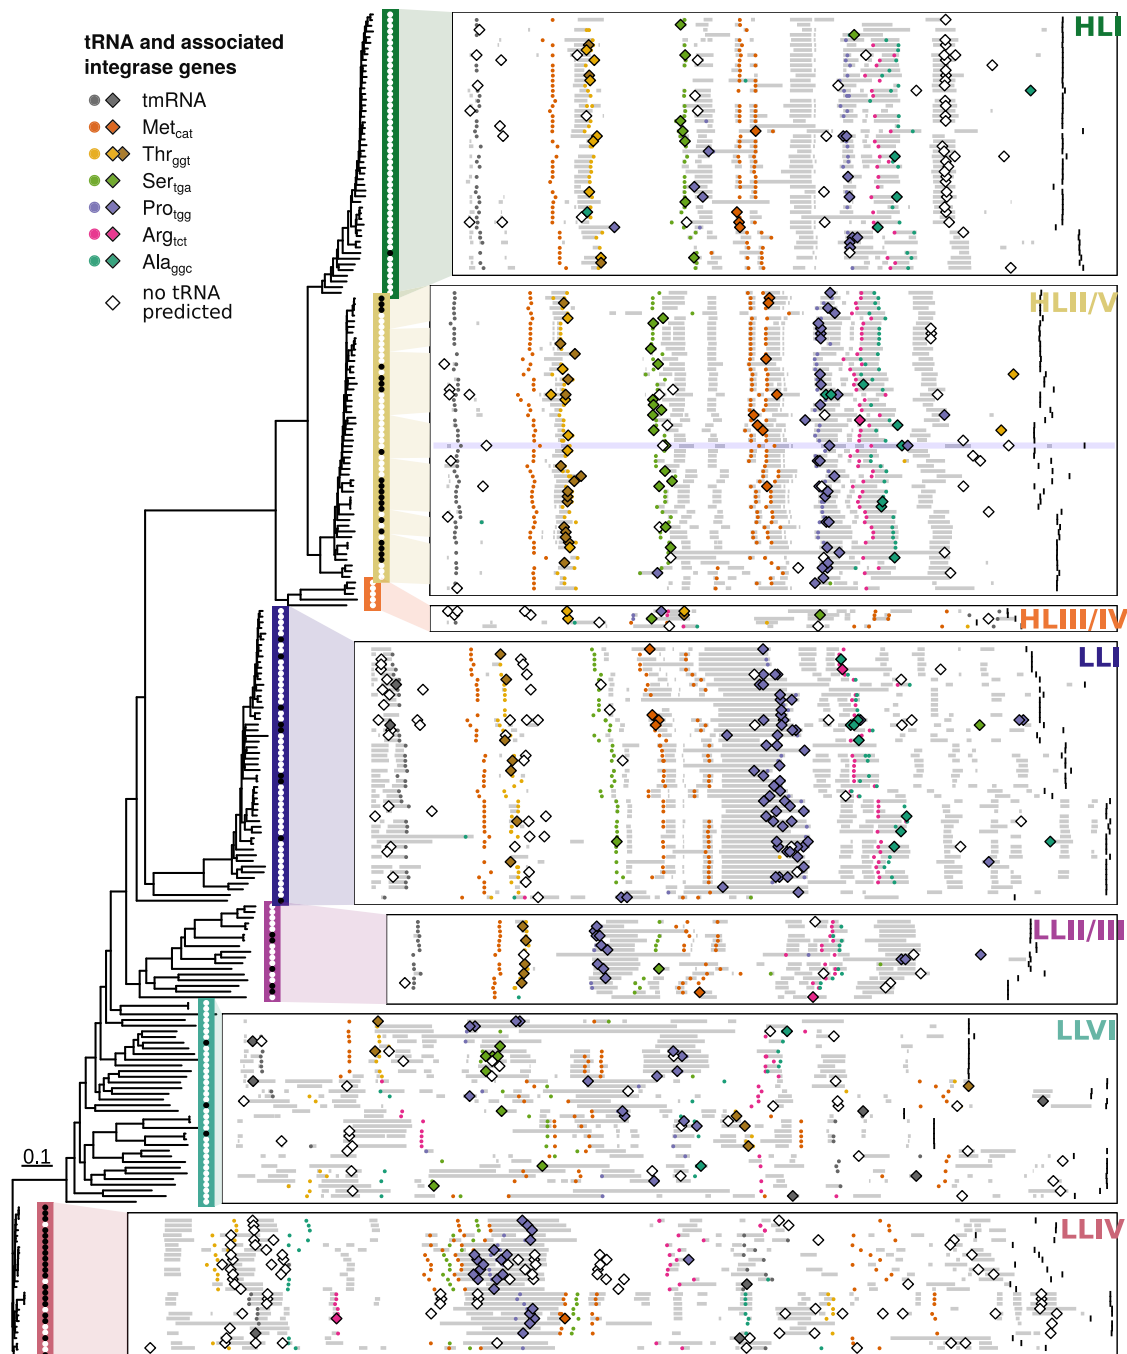 tRNA and associated
integrase genes
tmRNA
Metcat
Thrggt
Sertga
Protgg
Argtct
Alaggc
no tRNA
predicted
HLI
HLII/V
HLIII/IV
LLI
LLII/III
LLVI
0.1
LLIV